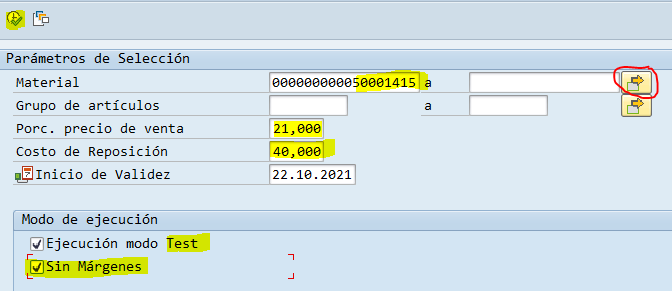 Parámetros de Selección
Material 000000000050001415 a
Grupo de artículos a
Porc. precio de venta 21,000
Costo de Reposición 40,000
Inicio de Validez 22.10.2021
Modo de ejecución
Ejecución modo Test
Sin Márgenes